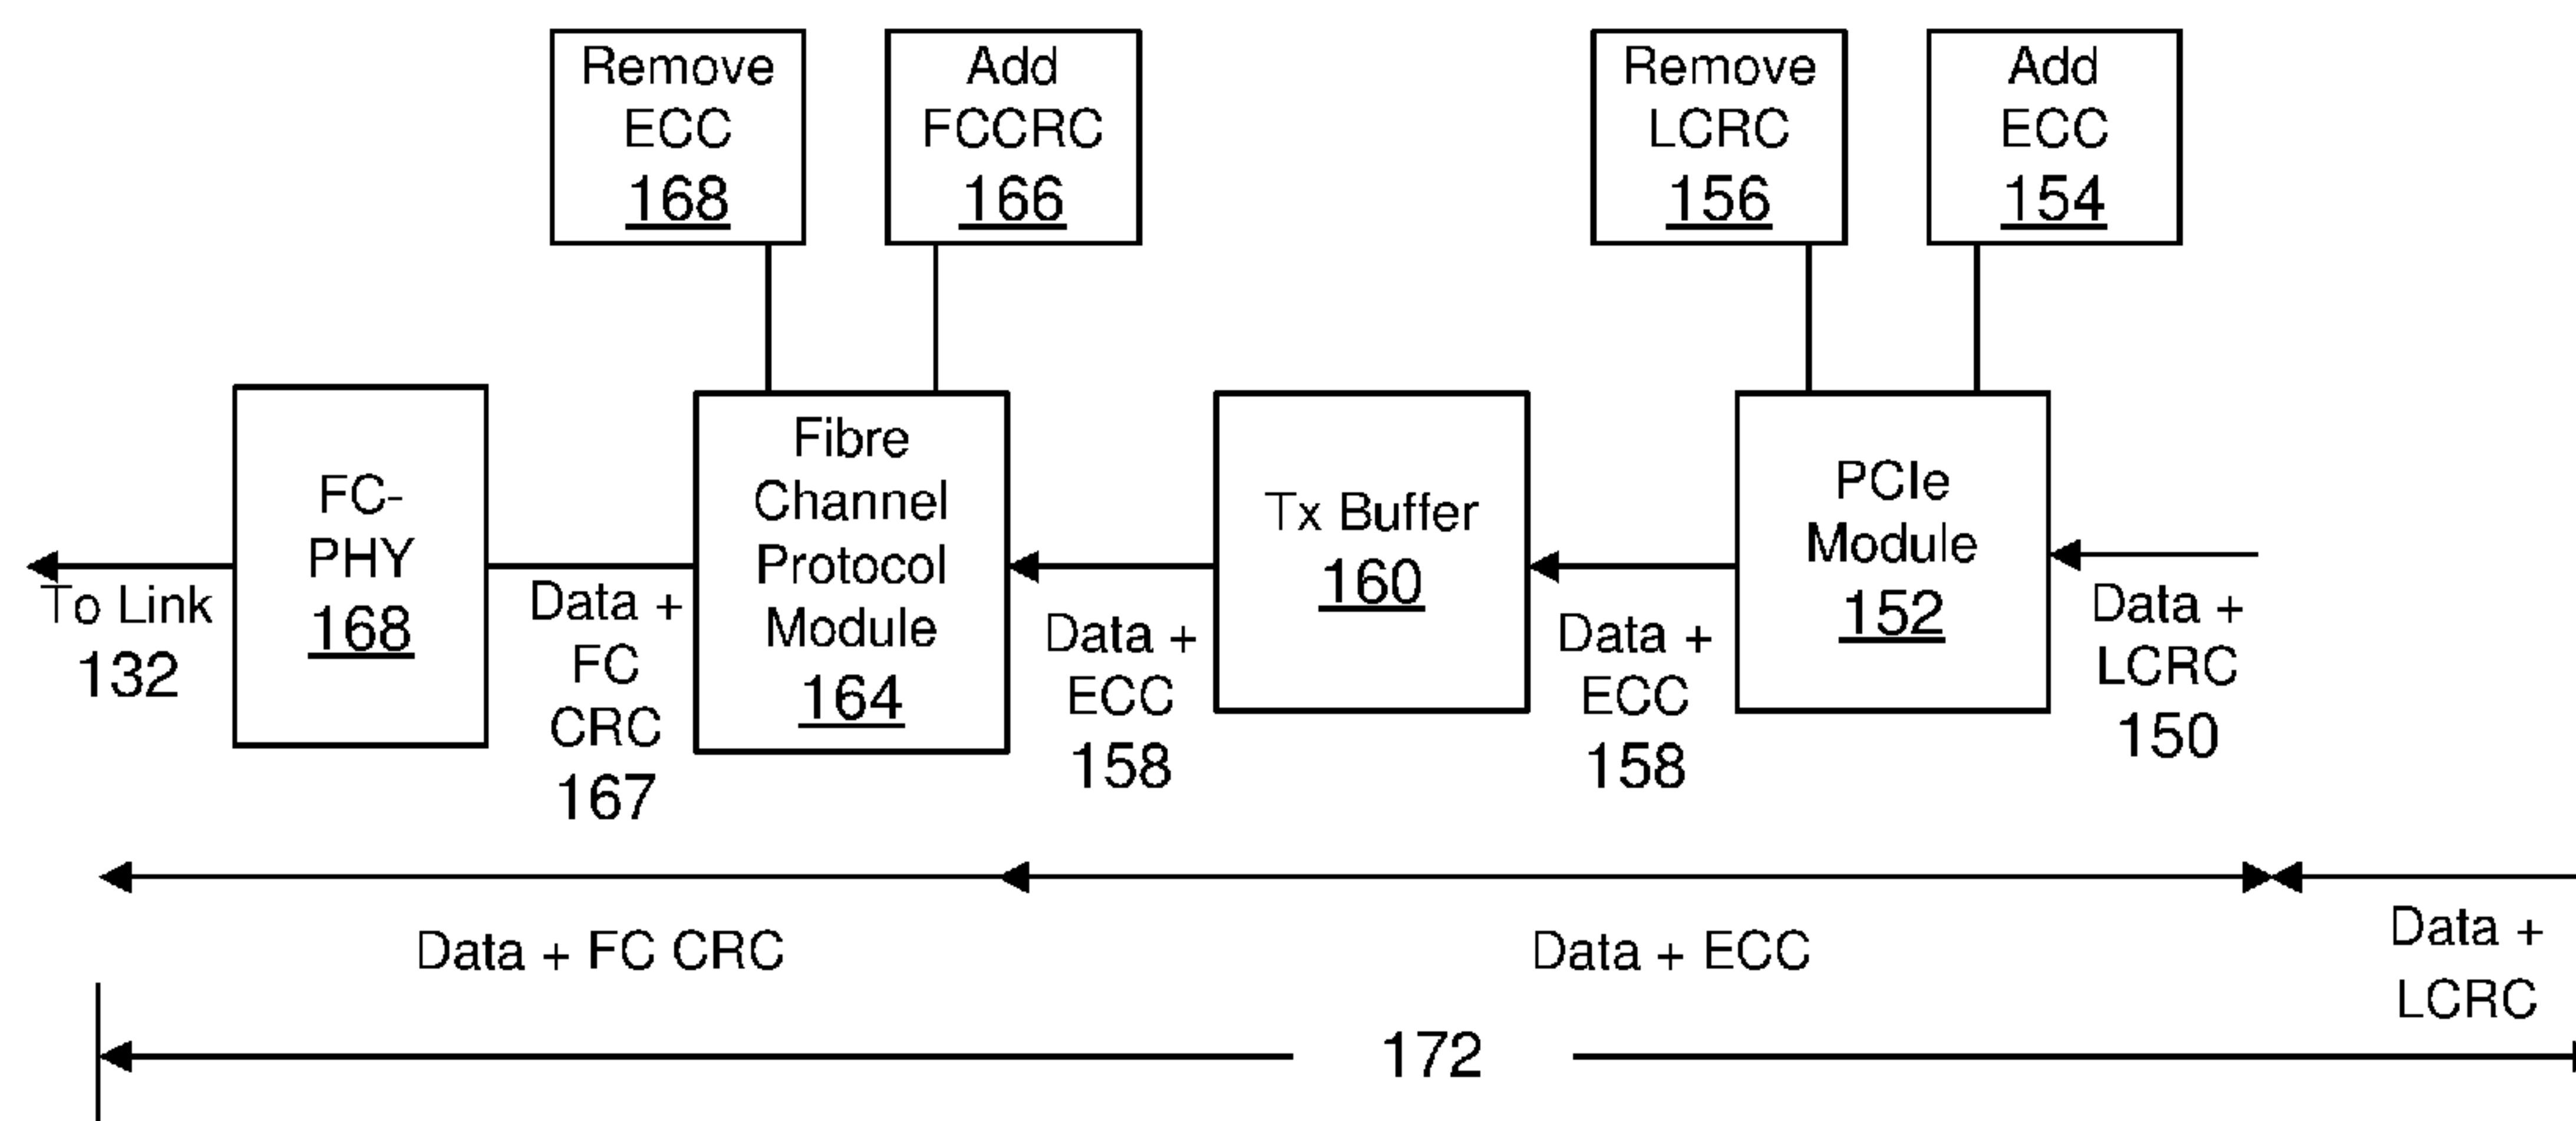 Remove
ECC
168
Add
FCCRC
166
Remove
LCRC
156
Add
ECC
154
FC-
PHY
168
Fibre
Channel
Protocol
Module
164
Tx Buffer
160
PCIe
Module
152
To Link
132
Data +
FC
CRC
167
Data +
ECC
158
Data +
ECC
158
Data +
LCRC
150
Data + FC CRC
Data + ECC
Data +
LCRC
172